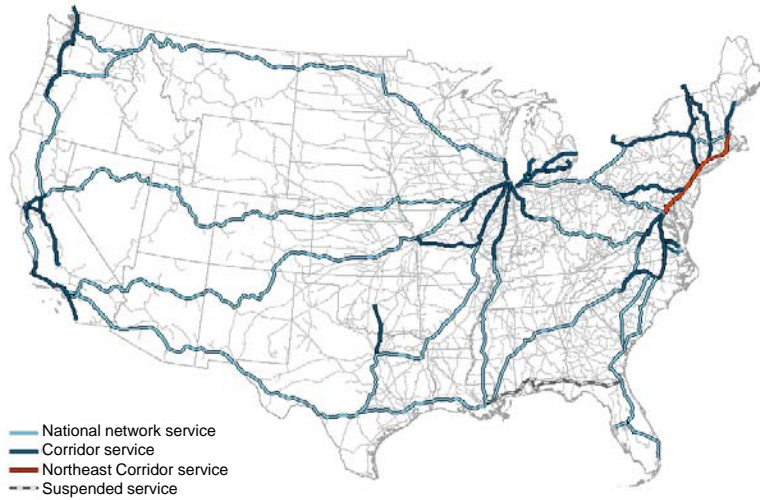 National network service
Corridor service
Northeast Corridor service
Suspended service